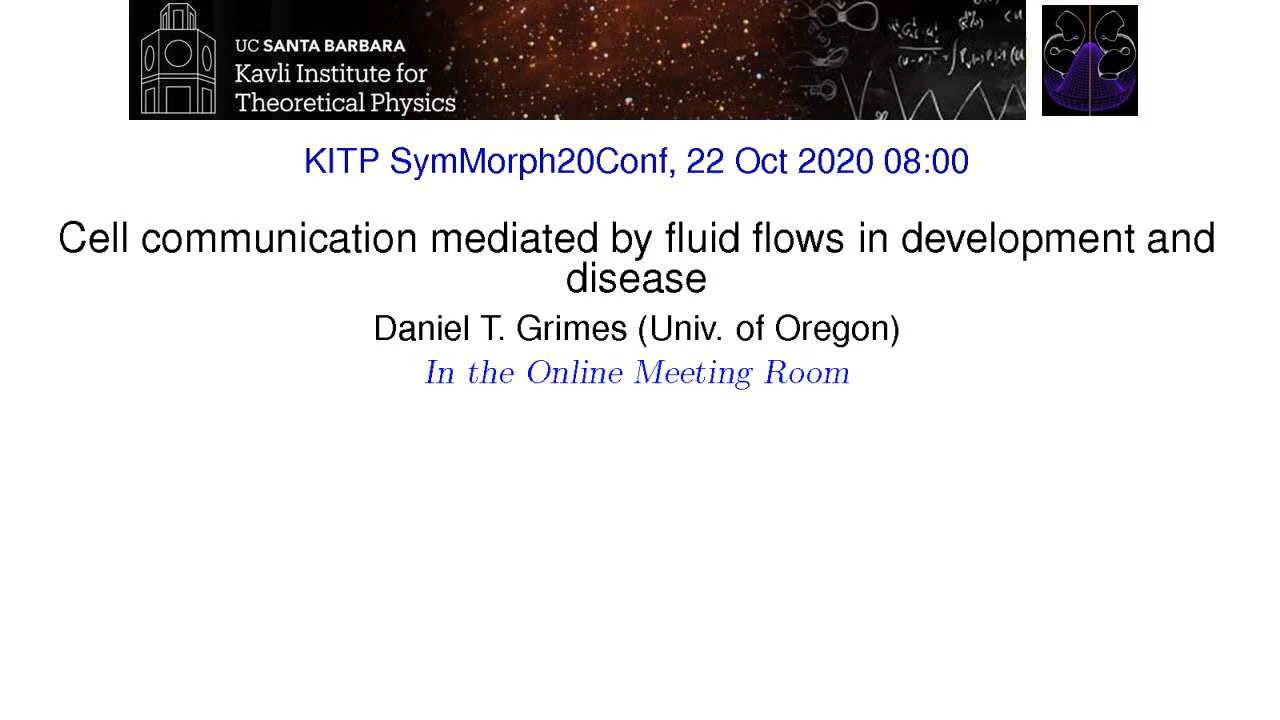 UC SANTA BARBARA
Kavli Institute for
Theoretical Physics
KITP SymMorph20Conf, 22 Oct 2020 08:00
Cell communication mediated by fluid flows in development and
disease
Daniel T. Grimes (Univ. of Oregon)
In the Online Meeting Room